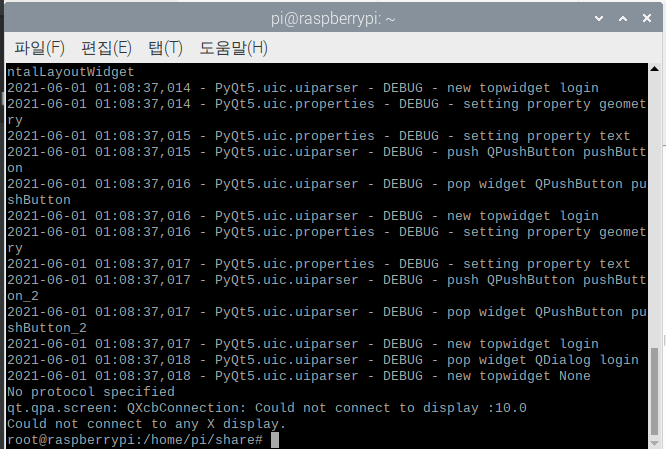 pi@raspberrypi: ~
파일(F) 편집(E) 탭(T) 도움말(H)
ntalLayoutWidget
2021-06-01 01:08:37,014 - PyQt5.uic.uiparser - DEBUG - new topwidget login
2021-06-01 01:08:37,014 - PyQt5.uic.properties - DEBUG - setting property geomet
ry
2021-06-01 01:08:37,015 - PyQt5.uic.properties - DEBUG - setting property text
2021-06-01 01:08:37,015 - PyQt5.uic.uiparser - DEBUG - push QPushButton pushButt
on
2021-06-01 01:08:37,016 - PyQt5.uic.uiparser - DEBUG - pop widget QPushButton pu
shButton
2021-06-01 01:08:37,016 - PyQt5.uic.uiparser - DEBUG - new topwidget login
2021-06-01 01:08:37,016 - PyQt5.uic.properties - DEBUG - setting property geomet
ry
2021-06-01 01:08:37,017 - PyQt5.uic.properties - DEBUG - setting property text
2021-06-01 01:08:37,017 - PyQt5.uic.uiparser - DEBUG - push QPushButton pushButt
on_2
2021-06-01 01:08:37,017 - PyQt5.uic.uiparser - DEBUG - pop widget QPushButton pu
shButton_2
2021-06-01 01:08:37,017 - PyQt5.uic.uiparser - DEBUG - new topwidget login
2021-06-01 01:08:37,018 - PyQt5.uic.uiparser - DEBUG - pop widget QDialog login
2021-06-01 01:08:37,018 - PyQt5.uic.uiparser - DEBUG - new topwidget None
No protocol specified
qt.qpa.screen: QXcbConnection: Could not connect to display :10.0
Could not connect to any X display.
root@raspberrypi:/home/pi/share#